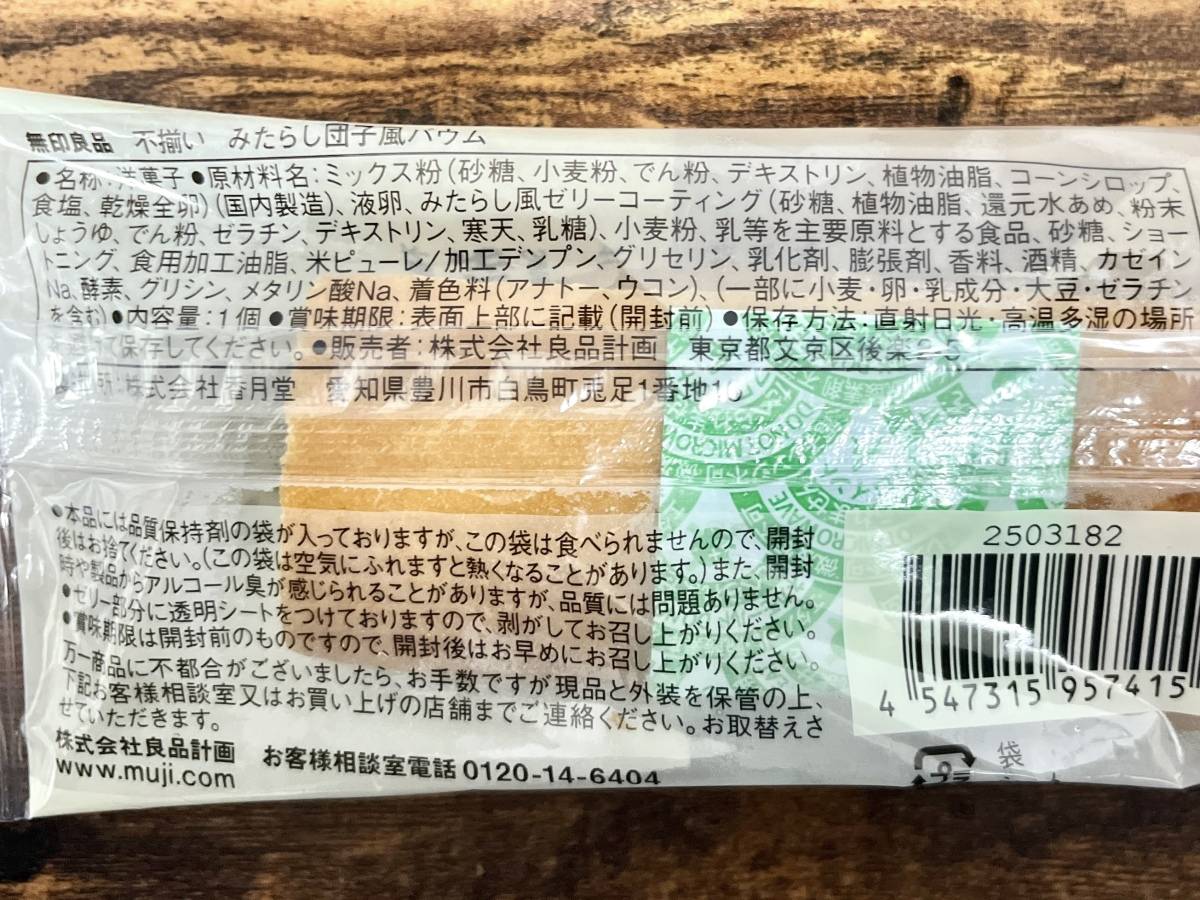 無印良品 不揃い みたらし団子風バウム
●名称:洋菓子 ●原材料名:ミックス粉(砂糖、小麦粉、でん粉、デキストリン、植物油脂、コーンシロップ、
食塩、乾燥全卵)(国内製造)、液卵、みたらし風ゼリーコーティング(砂糖、植物油脂、還元水あめ、粉末
しょうゆ、でん粉、ゼラチン、デキストリン、寒天、乳糖)、小麦粉、乳等を主要原料とする食品、砂糖、ショー
トニング、食用加工油脂、米ピューレ/加工デンプン、グリセリン、乳化剤、膨張剤、香料、酒精、カゼイン
Na、酵素、グリシン、メタリン酸Na、着色料(アナトー、ウコン)、(一部に小麦・卵・乳成分・大豆・ゼラチン
を含む) ●内容量:1個 ●賞味期限:表面上部に記載(開封前) ●保存方法:直射日光・高温多湿の場所
を避けて保存してください。 ●販売者:株式会社良品計画 東京都文京区後楽2-5
製造所:株式会社香月堂 愛知県豊川市白鳥町兎足1番地16
DO NOT MICROWAVE
●本品には品質保持剤の袋が入っておりますが、この袋は食べられませんので、開封
後はお捨てください。(この袋は空気にふれますと熱くなることがあります。)また、開封
時や製品からアルコール臭が感じられることがありますが、品質には問題ありません。
●ゼリー部分に透明シートをつけておりますので、剥がしてお召し上がりください。
●賞味期限は開封前のものですので、開封後はお早めにお召し上がりください。
万一商品に不都合がございましたら、お手数ですが現品と外装を保管の上、
下記お客様相談室又はお買い上げの店舗までご連絡ください。お取替えさ
せていただきます。
株式会社良品計画 お客様相談室電話 0120-14-6404
www.muji.com
2503182
4 547315 957415
袋
プラ